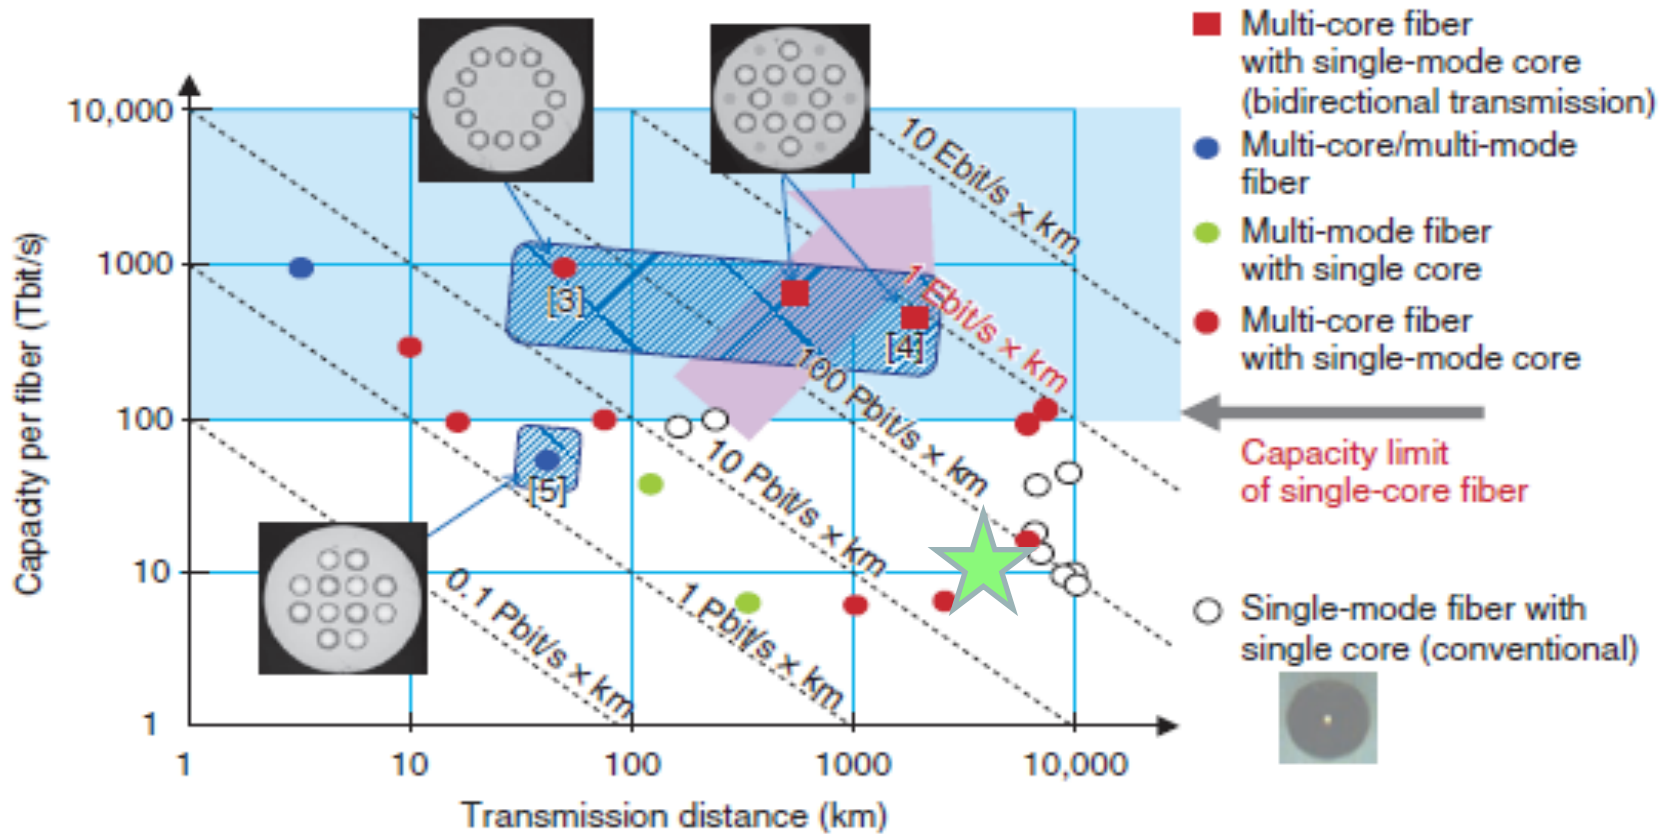 Multi-core fiber
with single-mode core
(bidirectional transmission)
Multi-core/multi-mode
fiber
Multi-mode fiber
with single core
Multi-core fiber
with single-mode core
Capacity limit
of single-core fiber
Single-mode fiber with
single core (conventional)
Capacity per fiber (Tbit/s)
10,000
1000
100
10
1
10 Ebit/s × km
1 Ebit/s × km
100 Pbit/s × km
10 Pbit/s × km
1 Pbit/s × km
0.1 Pbit/s × km
[3]
[4]
[5]
1
10
100
1000
10,000
Transmission distance (km)